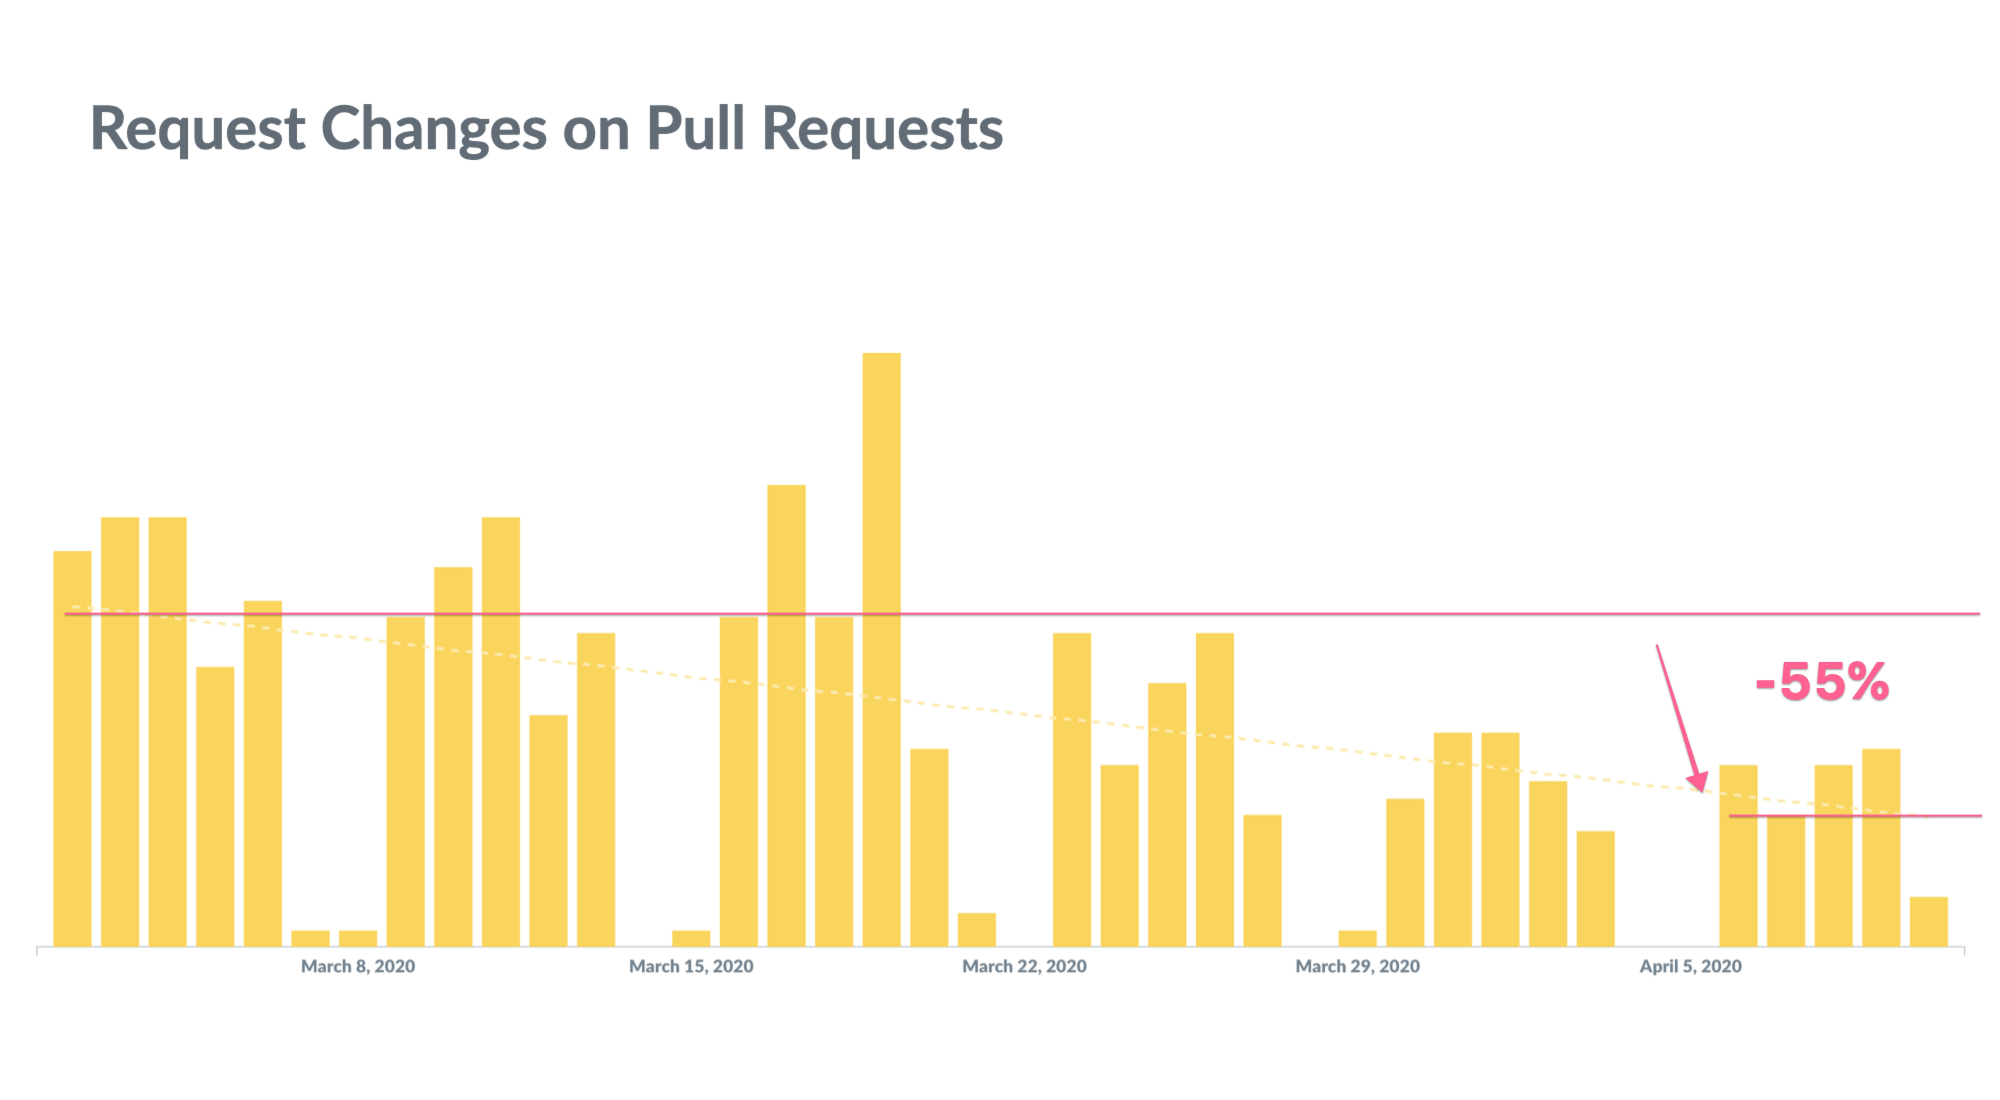 Request Changes on Pull Requests
-55%
March 8, 2020
March 15, 2020
March 22, 2020
March 29, 2020
April 5, 2020